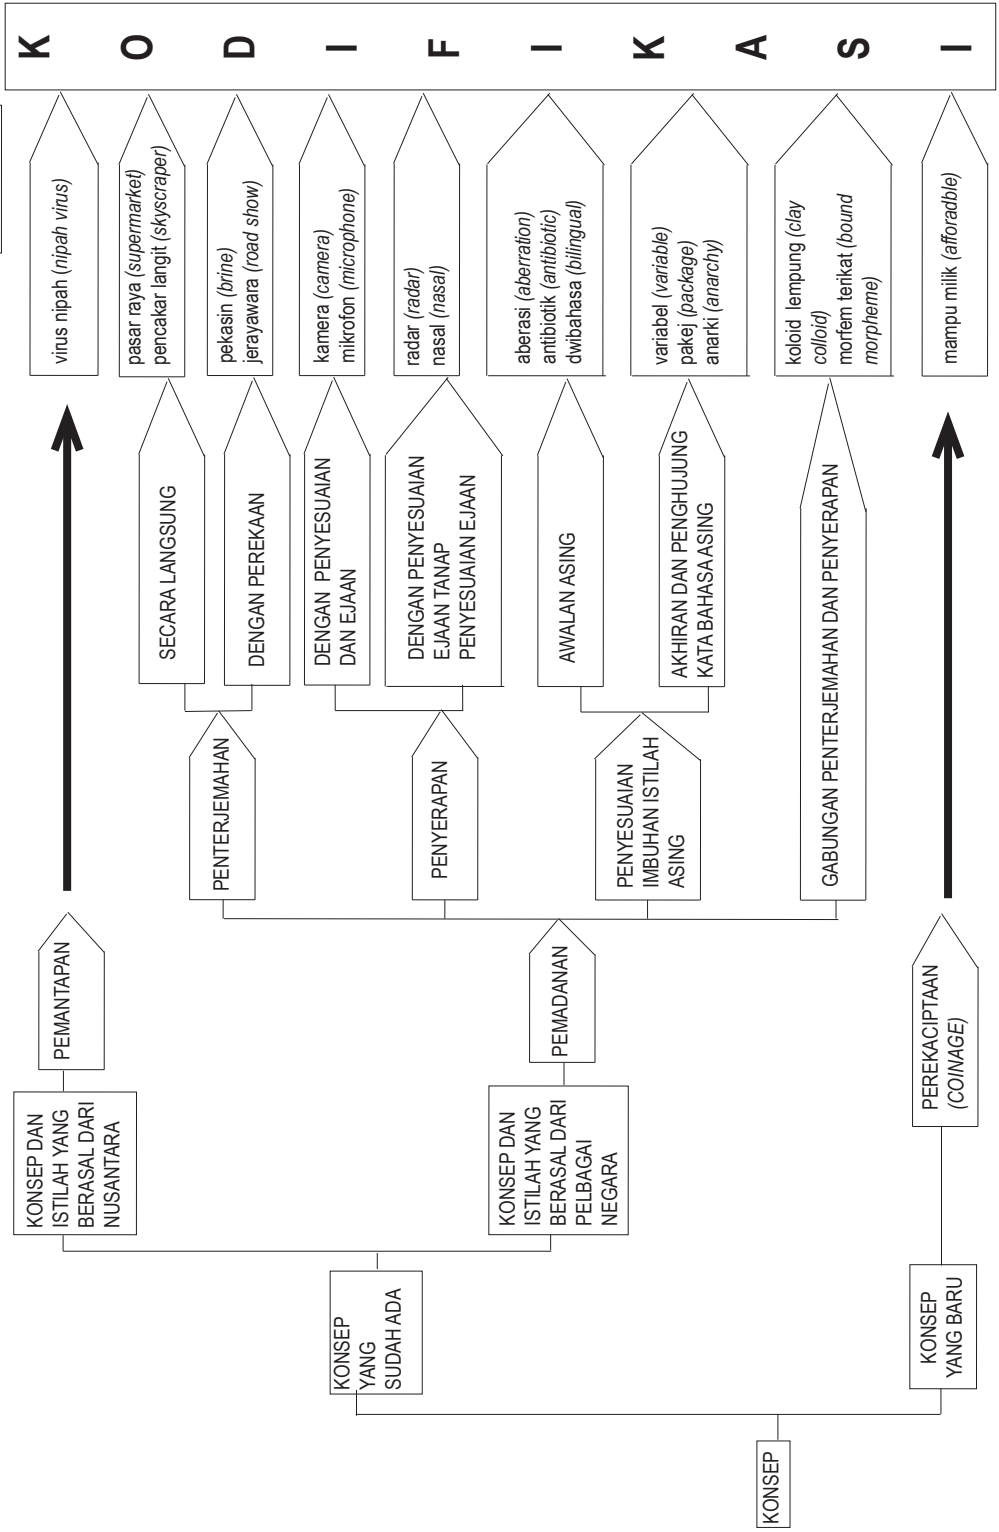 KONSEP
KONSEP
YANG
SUDAH ADA
KONSEP
YANG BARU
KONSEP DAN
ISTILAH YANG
BERASAL DARI
NUSANTARA
KONSEP DAN
ISTILAH YANG
BERASAL DARI
PELBAGAI
NEGARA
PEMANTAPAN
PEMADANAN
PEREKACIPTAAN
(COINAGE)
PENTERJEMAHAN
PENYERAPAN
PENYESUAIAN
IMBUHAN ISTILAH
ASING
GABUNGAN PENTERJEMAHAN DAN PENYERAPAN
SECARA LANGSUNG
DENGAN PEREKAAN
DENGAN PENYESUAIAN
DAN EJAAN
DENGAN PENYESUAIAN
EJAAN TANAP
PENYESUAIAN EJAAN
AWALAN ASING
AKHIRAN DAN PENGHUJUNG
KATA BAHASA ASING
virus nipah (nipah virus)
pasar raya (supermarket)
pencakar langit (skyscraper)
pekasin (brine)
jerayawara (road show)
kamera (camera)
mikrofon (microphone)
radar (radar)
nasal (nasal)
aberasi (aberration)
antibiotik (antibiotic)
dwibahasa (bilingual)
variabel (variable)
pakej (package)
anarki (anarchy)
koloid lempung (clay
colloid)
morfem terikat (bound
morpheme)
mampu milik (afforadble)
K O D I F I K A S I